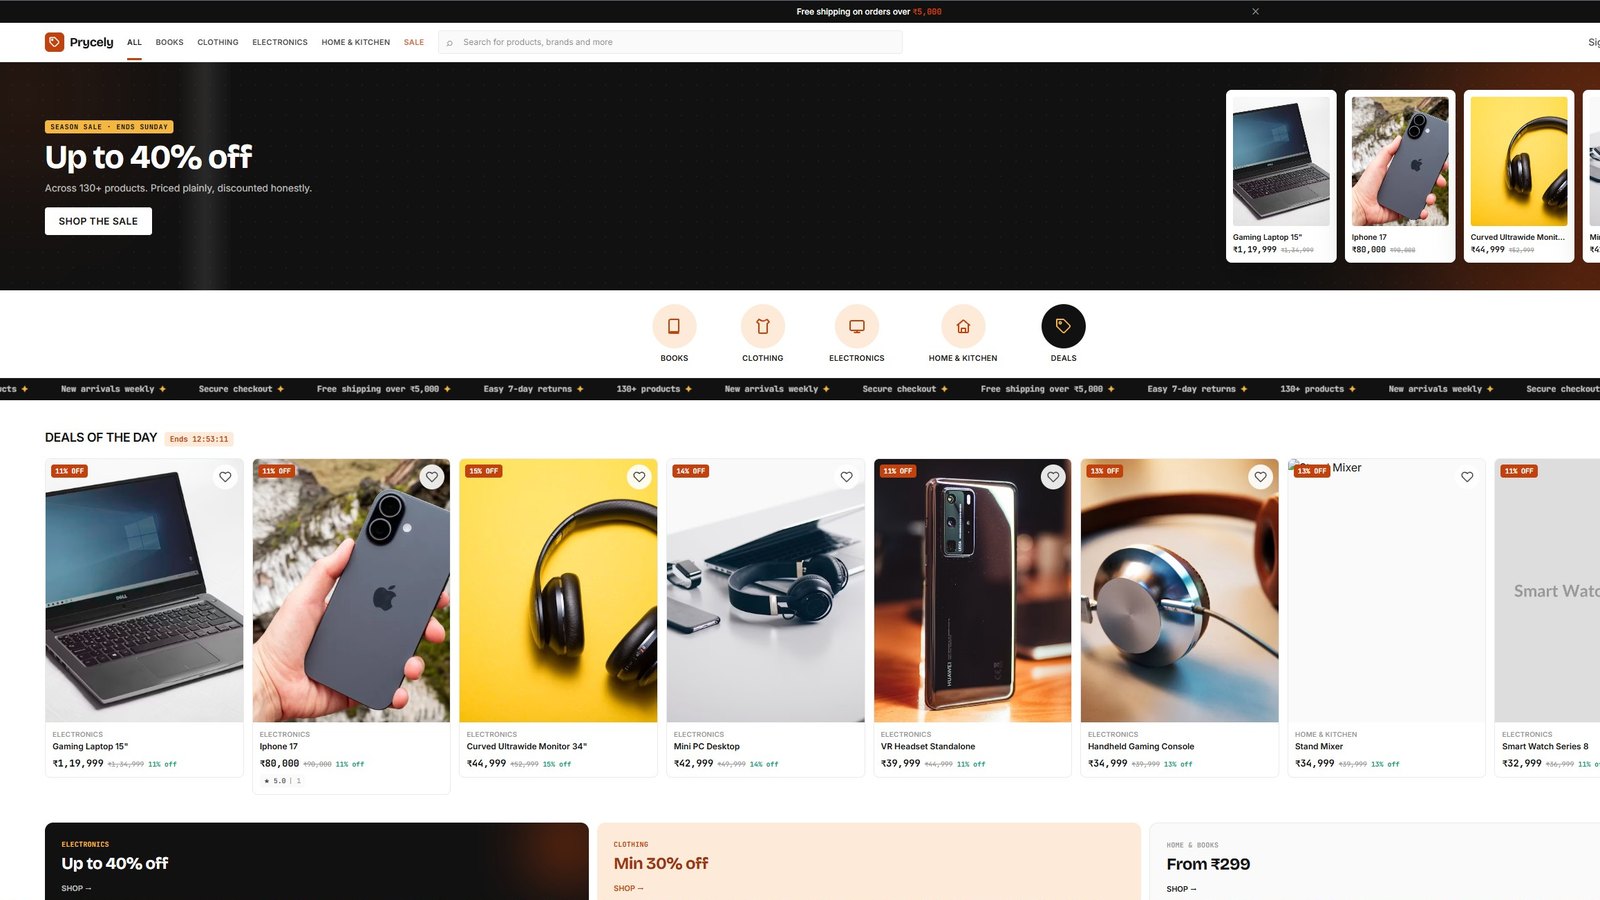 Free shipping on orders over ₹5,000 ×
Prycely ALL BOOKS CLOTHING ELECTRONICS HOME & KITCHEN SALE Search for products, brands and more
SEASON SALE · ENDS SUNDAY
Up to 40% off
Across 130+ products. Priced plainly, discounted honestly.
SHOP THE SALE
Gaming Laptop 15"
₹1,19,999 ₹1,34,999
Iphone 17
₹80,000 ₹90,000
Curved Ultrawide Monit...
₹44,999 ₹52,999
BOOKS CLOTHING ELECTRONICS HOME & KITCHEN DEALS
New arrivals weekly ✦ Secure checkout ✦ Free shipping over ₹5,000 ✦ Easy 7-day returns ✦ 130+ products ✦ New arrivals weekly ✦ Secure checkout ✦ Free shipping over ₹5,000 ✦ Easy 7-day returns ✦ 130+ products ✦ New arrivals weekly ✦ Secure checkout
DEALS OF THE DAY Ends 12:53:11
11% OFF
DELL
ELECTRONICS
Gaming Laptop 15"
₹1,19,999 ₹1,34,999 11% off
11% OFF
ELECTRONICS
Iphone 17
₹80,000 ₹90,000 11% off
★ 5.0 | 1
15% OFF
ELECTRONICS
Curved Ultrawide Monitor 34"
₹44,999 ₹52,999 15% off
14% OFF
ELECTRONICS
Mini PC Desktop
₹42,999 ₹49,999 14% off
11% OFF
LEICA
HUAWEI
ELECTRONICS
VR Headset Standalone
₹39,999 ₹44,999 11% off
13% OFF
ELECTRONICS
Handheld Gaming Console
₹34,999 ₹39,999 13% off
13% OFF Mixer
HOME & KITCHEN
Stand Mixer
₹34,999 ₹39,999 13% off
11% OFF
Smart Watc
ELECTRONICS
Smart Watch Series 8
₹32,999 ₹36,999 11% o
ELECTRONICS
Up to 40% off
SHOP →
CLOTHING
Min 30% off
SHOP →
HOME & BOOKS
From ₹299
SHOP →